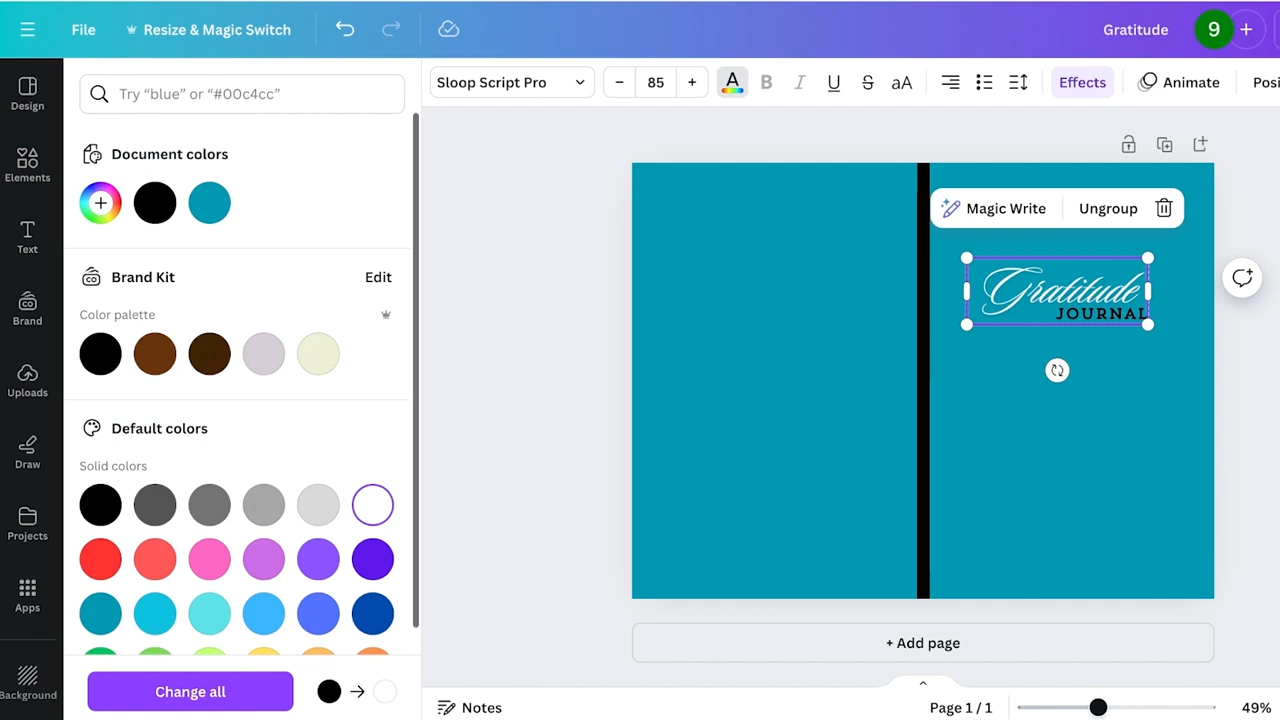 File
Resize & Magic Switch
Gratitude
9
+
Design
Elements
Text
Brand
Uploads
Draw
Projects
Apps
Background
Try “blue” or “#00c4cc”
Document colors
Brand Kit
Edit
Color palette
Default colors
Solid colors
Change all
Sloop Script Pro
− 85 +
A B I U S aA
Effects
Animate
Posi
Magic Write
Ungroup
Gratitude
JOURNAL
+ Add page
Notes
Page 1 / 1
49%